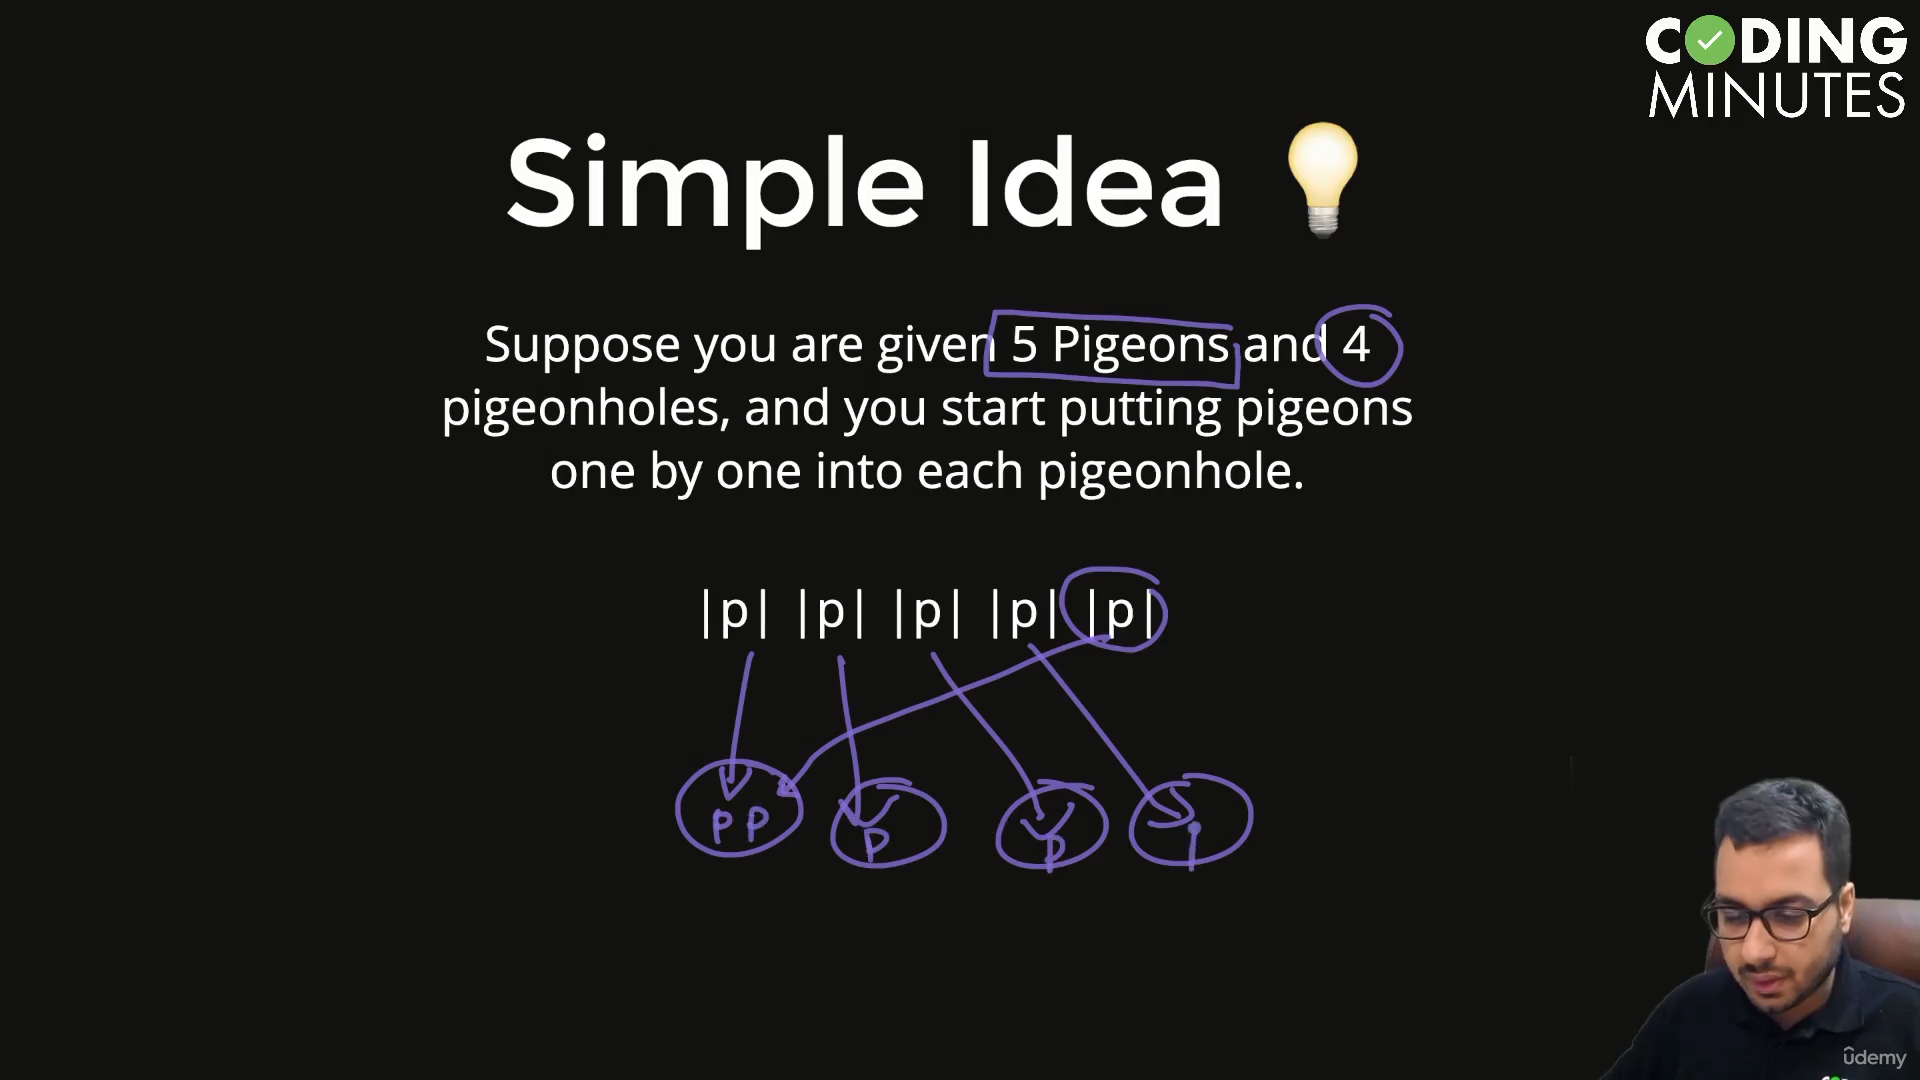 CODING
MINUTES
Simple Idea
Suppose you are given 5 Pigeons and 4
pigeonholes, and you start putting pigeons
one by one into each pigeonhole.
|p| |p| |p| |p| |p|
p p p p p
ûdemy